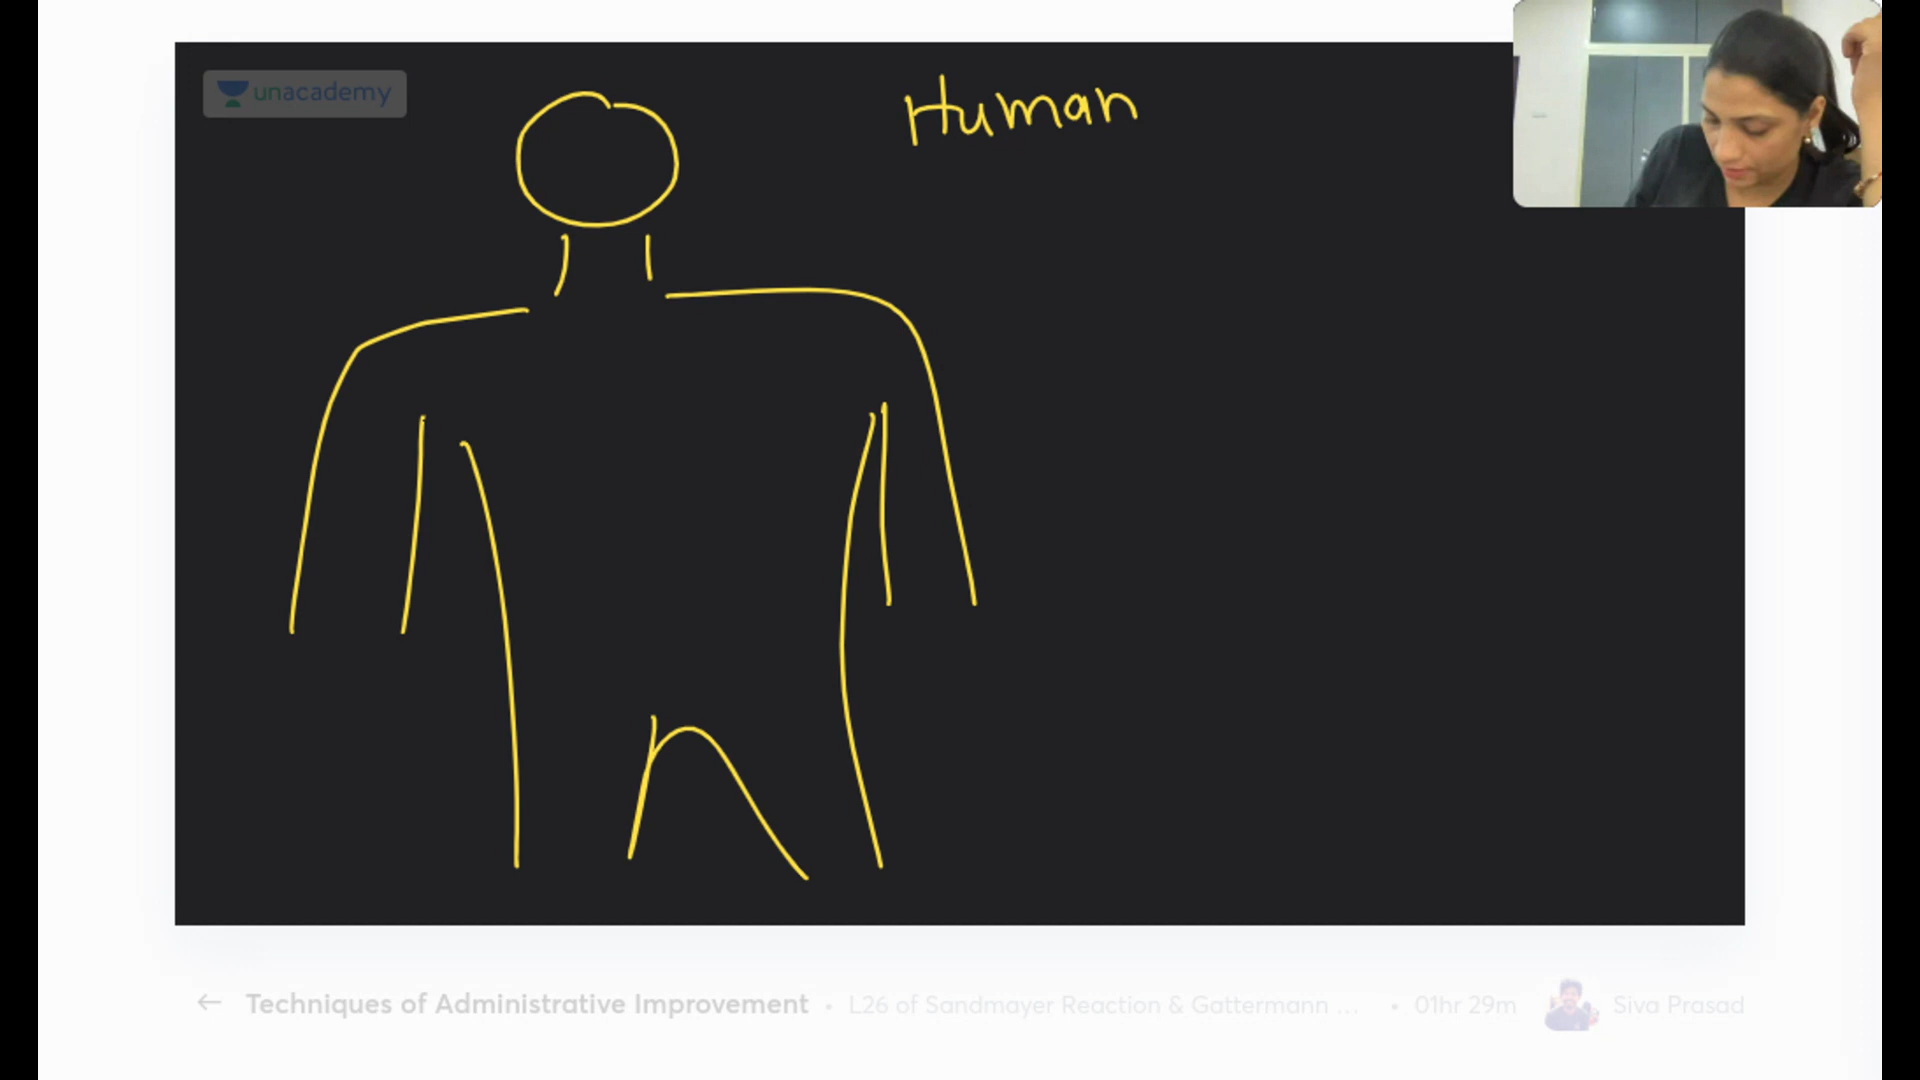 unacademy
Human
← Techniques of Administrative Improvement • L26 of Sandmayer Reaction & Gattermann ... • 01hr 29m Siva Prasad